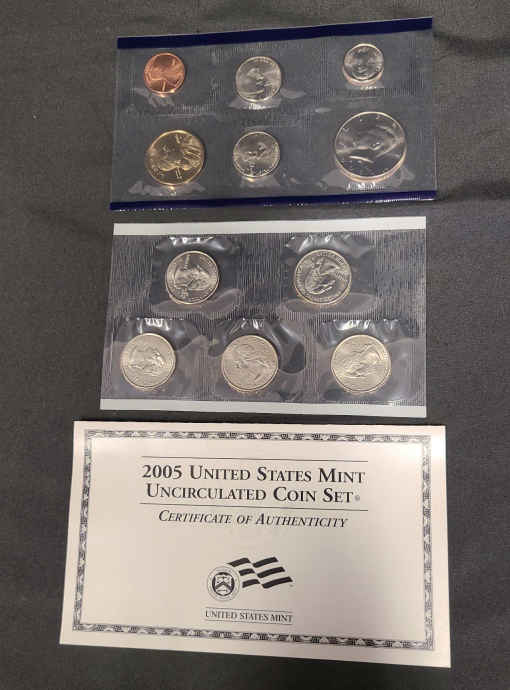 2005 UNITED STATES MINT
UNCIRCULATED COIN SET®
CERTIFICATE OF AUTHENTICITY
UNITED STATES MINT